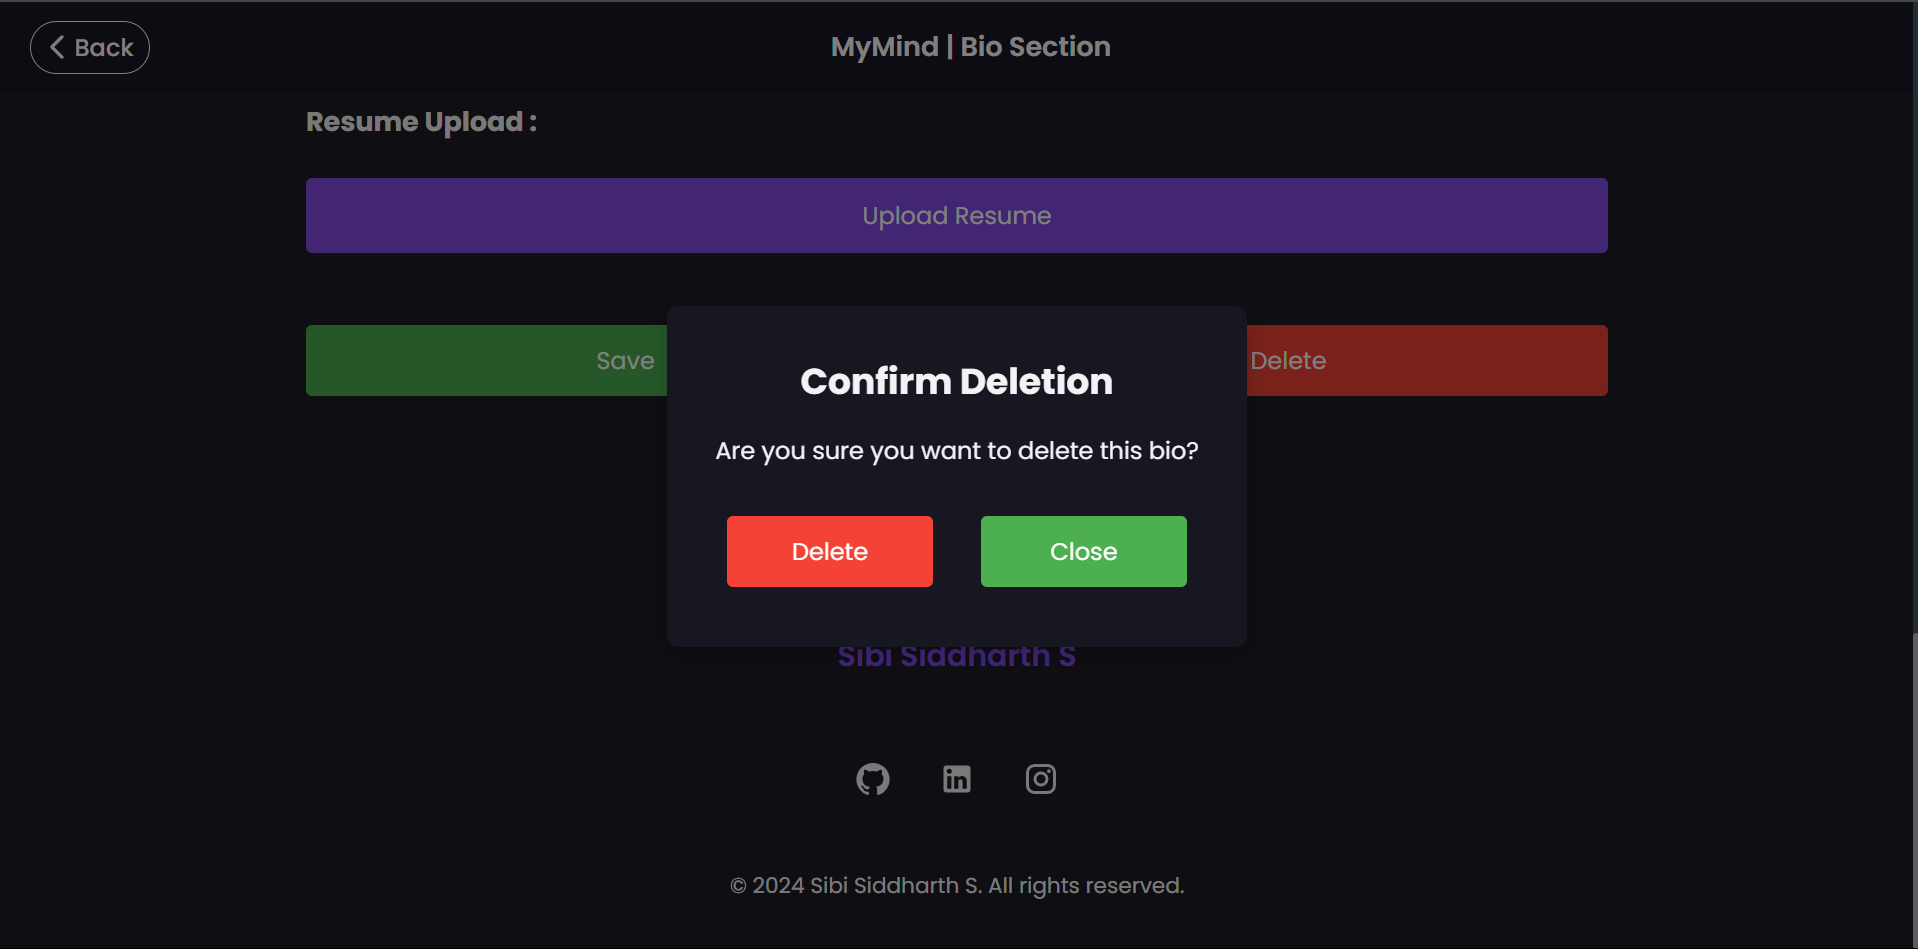 Back
MyMind | Bio Section
Resume Upload :
Upload Resume
Save
Delete
Confirm Deletion
Are you sure you want to delete this bio?
Delete
Close
Sibi Siddharth S
© 2024 Sibi Siddharth S. All rights reserved.